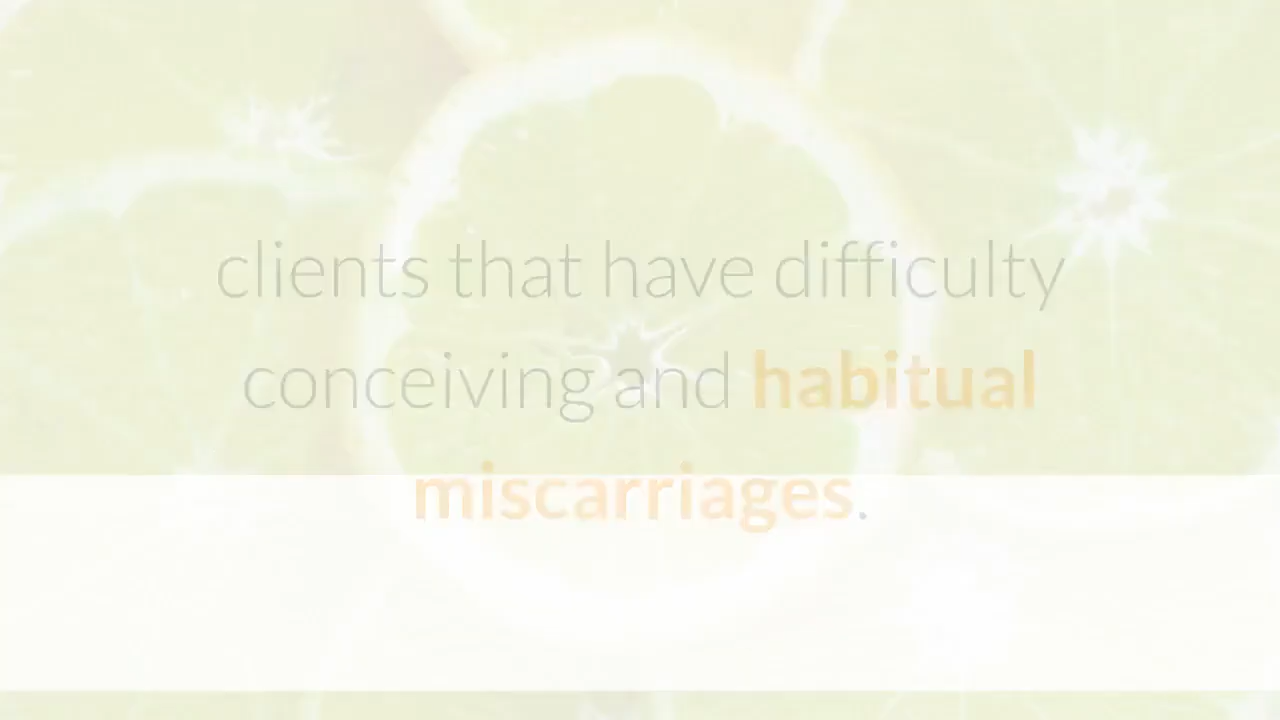 clients that have difficulty
conceiving and habitual
miscarriages.